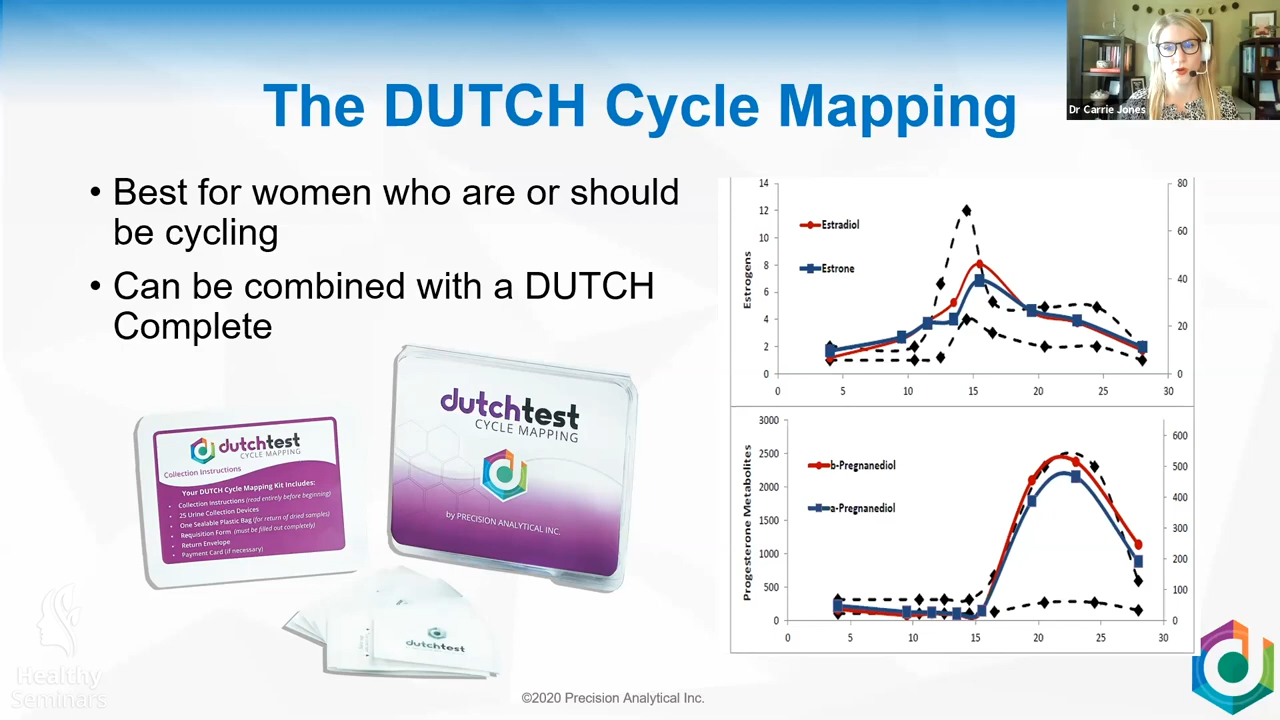 Dr Carrie Jones
The DUTCH Cycle Mapping
• Best for women who are or should
be cycling
• Can be combined with a DUTCH
Complete
dutchtest
CYCLE MAPPING
Collection Instructions
Your DUTCH Cycle Mapping Kit Includes:
• Collection Instructions (read entirely before beginning)
• 25 Urine Collection Devices
• One Sealable Plastic Bag (for return of dried samples)
• Requisition Form (must be filled out completely)
• Return Envelope
• Payment Card (if necessary)
dutchtest
CYCLE MAPPING
by PRECISION ANALYTICAL INC.
dutchtest
Estrogens
14
12
10
8
6
4
2
0
Estradiol
Estrone
80
60
40
20
0
0 5 10 15 20 25 30
Progesterone Metabolites
3000
2500
2000
1500
1000
500
0
b-Pregnanediol
a-Pregnanediol
600
500
400
300
200
100
0
0 5 10 15 20 25 30
Healthy
Seminars
©2020 Precision Analytical Inc.